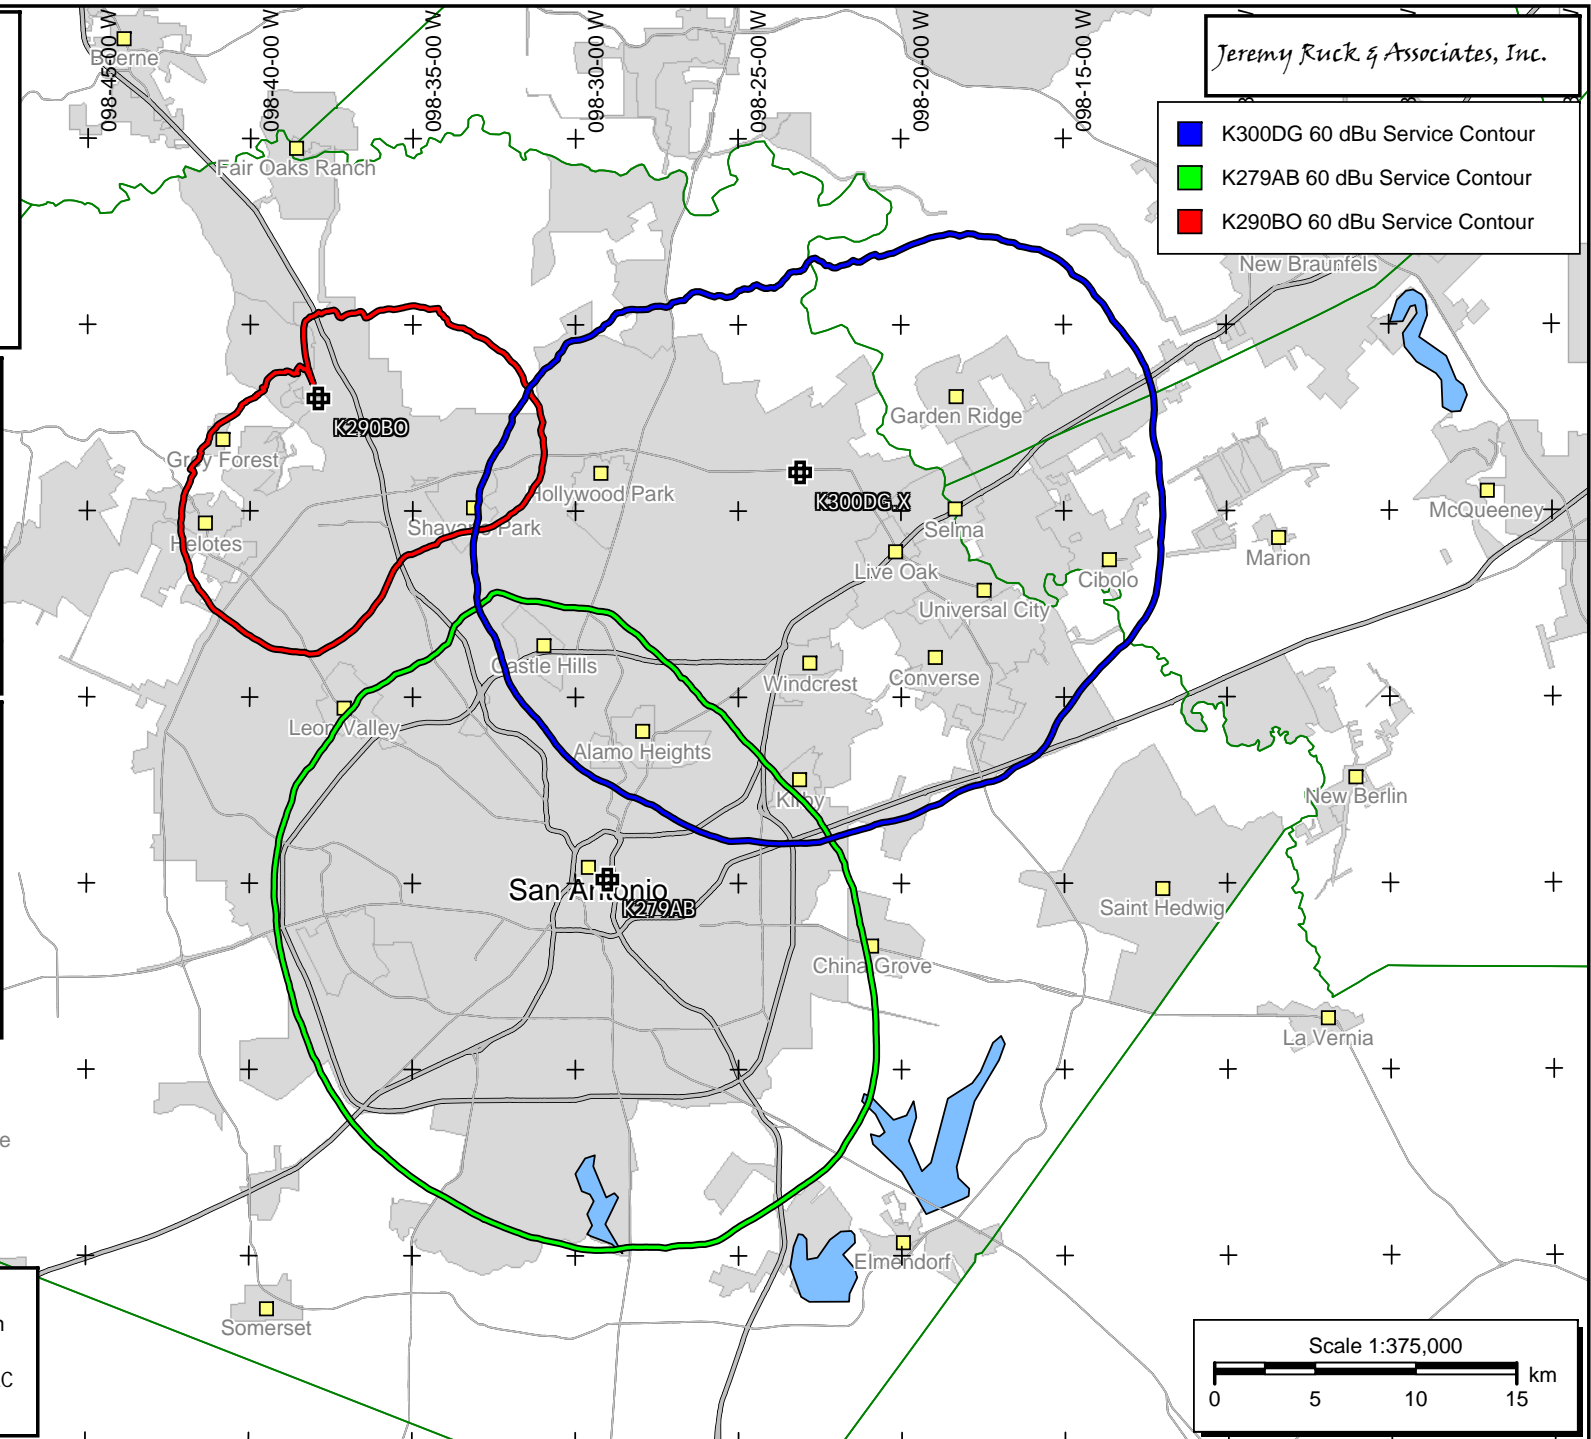 Boerne
098-45-00 W
098-40-00 W
098-35-00 W
098-30-00 W
098-25-00 W
098-20-00 W
098-15-00 W
Jeremy Ruck & Associates, Inc.
K300DG 60 dBu Service Contour
K279AB 60 dBu Service Contour
K290BO 60 dBu Service Contour
Fair Oaks Ranch
New Braunfels
K290BO
Garden Ridge
Grey Forest
Hollywood Park
K300DG.X
McQueeney
Shavano Park
Selma
Helotes
Marion
Live Oak
Cibolo
Universal City
Castle Hills
Windcrest
Converse
Leon Valley
Alamo Heights
Kirby
New Berlin
San Antonio
K279AB
Saint Hedwig
China Grove
La Vernia
e
Elmendorf
n
Somerset
C
Scale 1:375,000
km
0 5 10 15